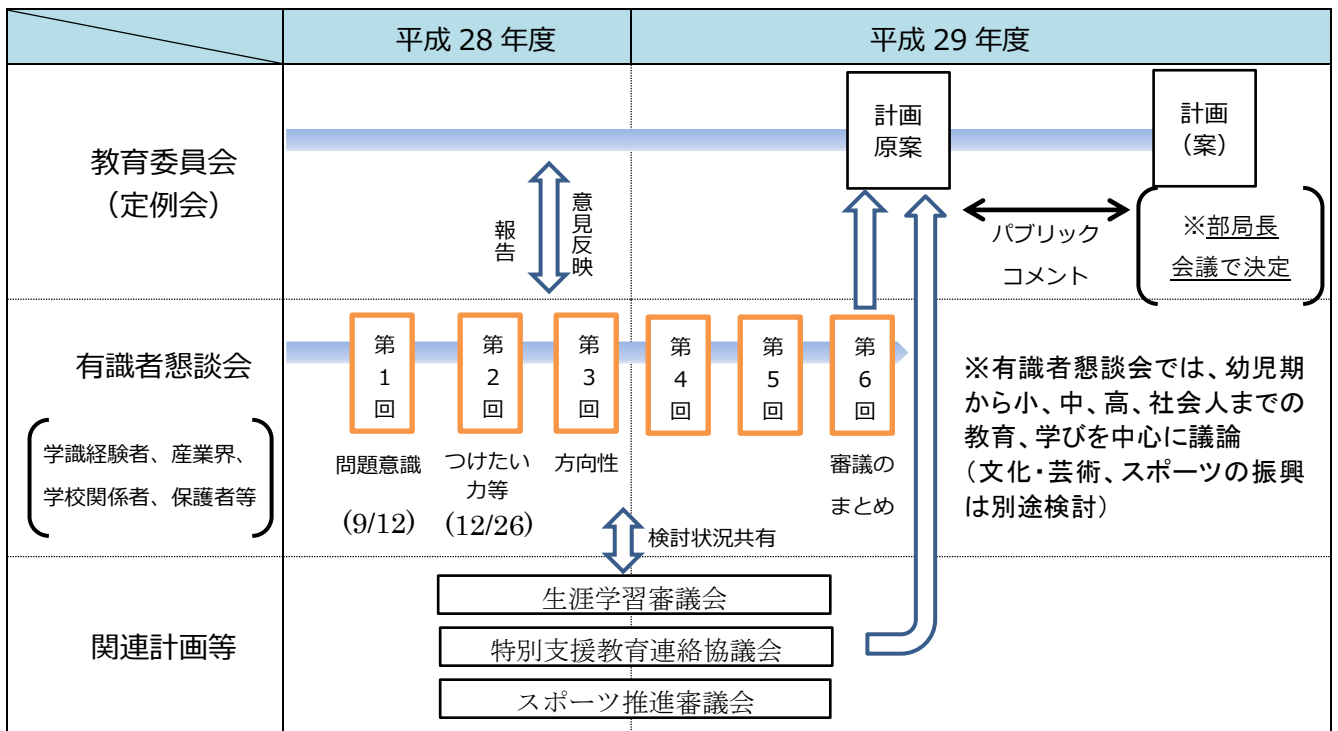 平成 28 年度
平成 29 年度
教育委員会
（定例会）
報告
意見反映
計画
原案
計画
（案）
パブリック
コメント
※部局長
会議で決定
有識者懇談会
学識経験者、産業界、
学校関係者、保護者等
第1回
第2回
第3回
第4回
第5回
第6回
問題意識
(9/12)
つけたい
力等
(12/26)
方向性
審議の
まとめ
※有識者懇談会では、幼児期
から小、中、高、社会人までの
教育、学びを中心に議論
（文化・芸術、スポーツの振興
は別途検討）
検討状況共有
関連計画等
生涯学習審議会
特別支援教育連絡協議会
スポーツ推進審議会